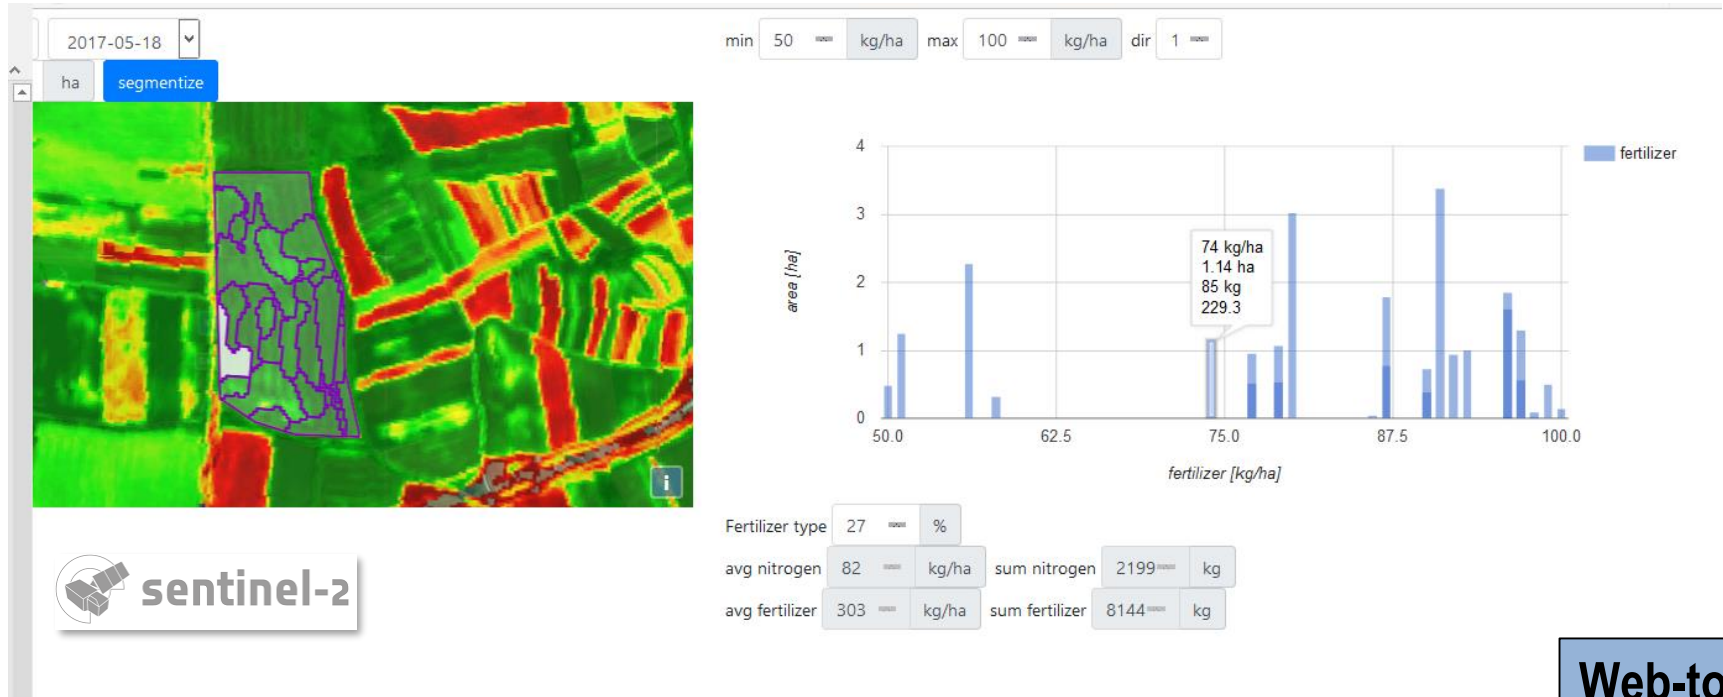 2017-05-18
ha segmentize
min 50 kg/ha max 100 kg/ha dir 1
4
3
2
1
0
area [ha]
74 kg/ha
1.14 ha
85 kg
229.3
fertilizer
50.0 62.5 75.0 87.5 100.0
fertilizer [kg/ha]
i
Fertilizer type 27 %
avg nitrogen 82 kg/ha sum nitrogen 2199 kg
avg fertilizer 303 kg/ha sum fertilizer 8144 kg
sentinel-2
Web-to